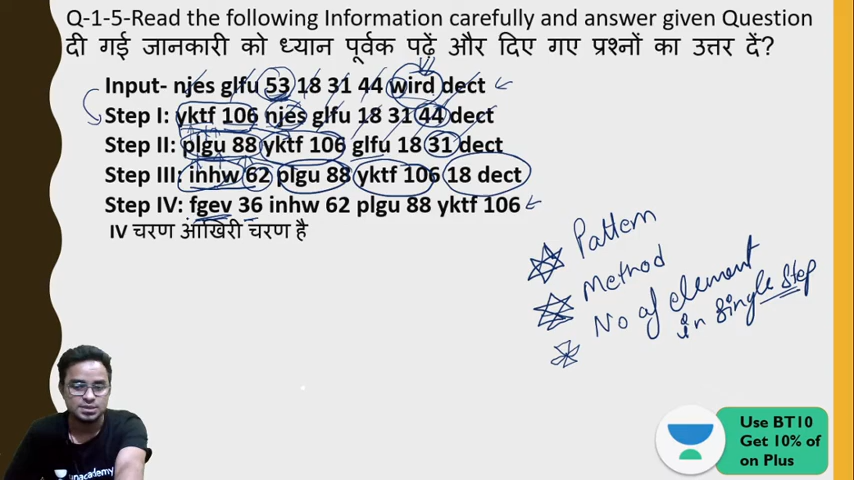 Q-1-5-Read the following Information carefully and answer given Question
दी गई जानकारी को ध्यान पूर्वक पढ़ें और दिए गए प्रश्नों का उत्तर दें?
Input- njes glfu 53 18 31 44 wird dect
Step I: yktf 106 njes glfu 18 31 44 dect
Step II: plgu 88 yktf 106 glfu 18 31 dect
Step III: inhw 62 plgu 88 yktf 106 18 dect
Step IV: fgev 36 inhw 62 plgu 88 yktf 106
IV चरण आखिरी चरण है
Pattern
Method
No of element
in single step
unacademy
Use BT10
Get 10% of
on Plus